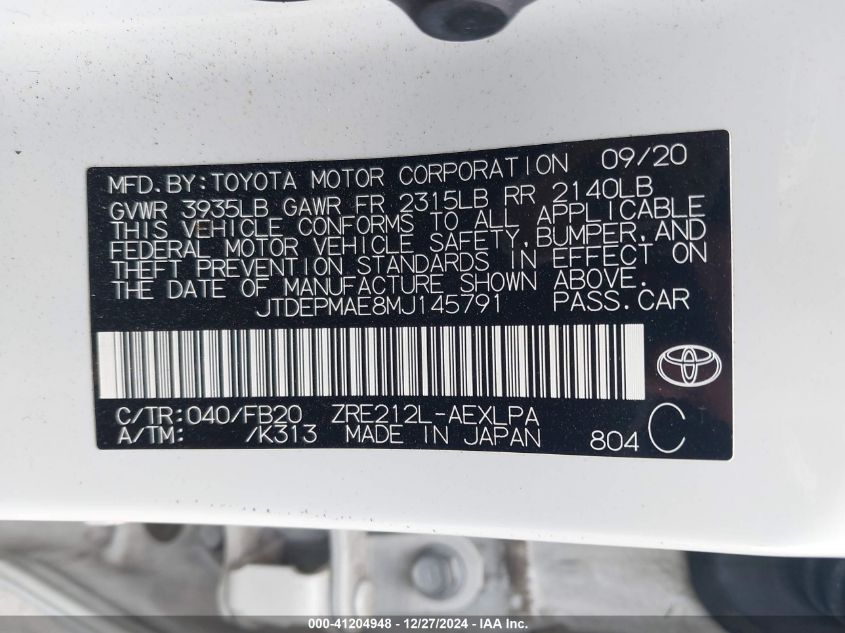 MFD.BY:TOYOTA MOTOR CORPORATION 09/20
GVWR 3935LB GAWR FR 2315LB RR 2140LB
THIS VEHICLE CONFORMS TO ALL APPLICABLE
FEDERAL MOTOR VEHICLE SAFETY,BUMPER,AND
THEFT PREVENTION STANDARDS IN EFFECT ON
THE DATE OF MANUFACTURE SHOWN ABOVE.
JTDEPMAE8MJ145791 PASS.CAR
C/TR:040/FB20 ZRE212L-AEXLPA
A/TM: /K313 MADE IN JAPAN 804 C
000-41204948 - 12/27/2024 - IAA Inc.